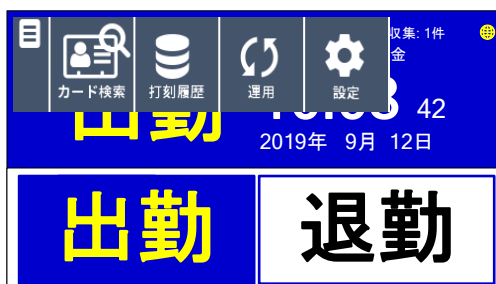 収集: 1件
金
カード検索 打刻履歴 運用 設定
出勤 42
2019年 9月 12日
出勤 退勤